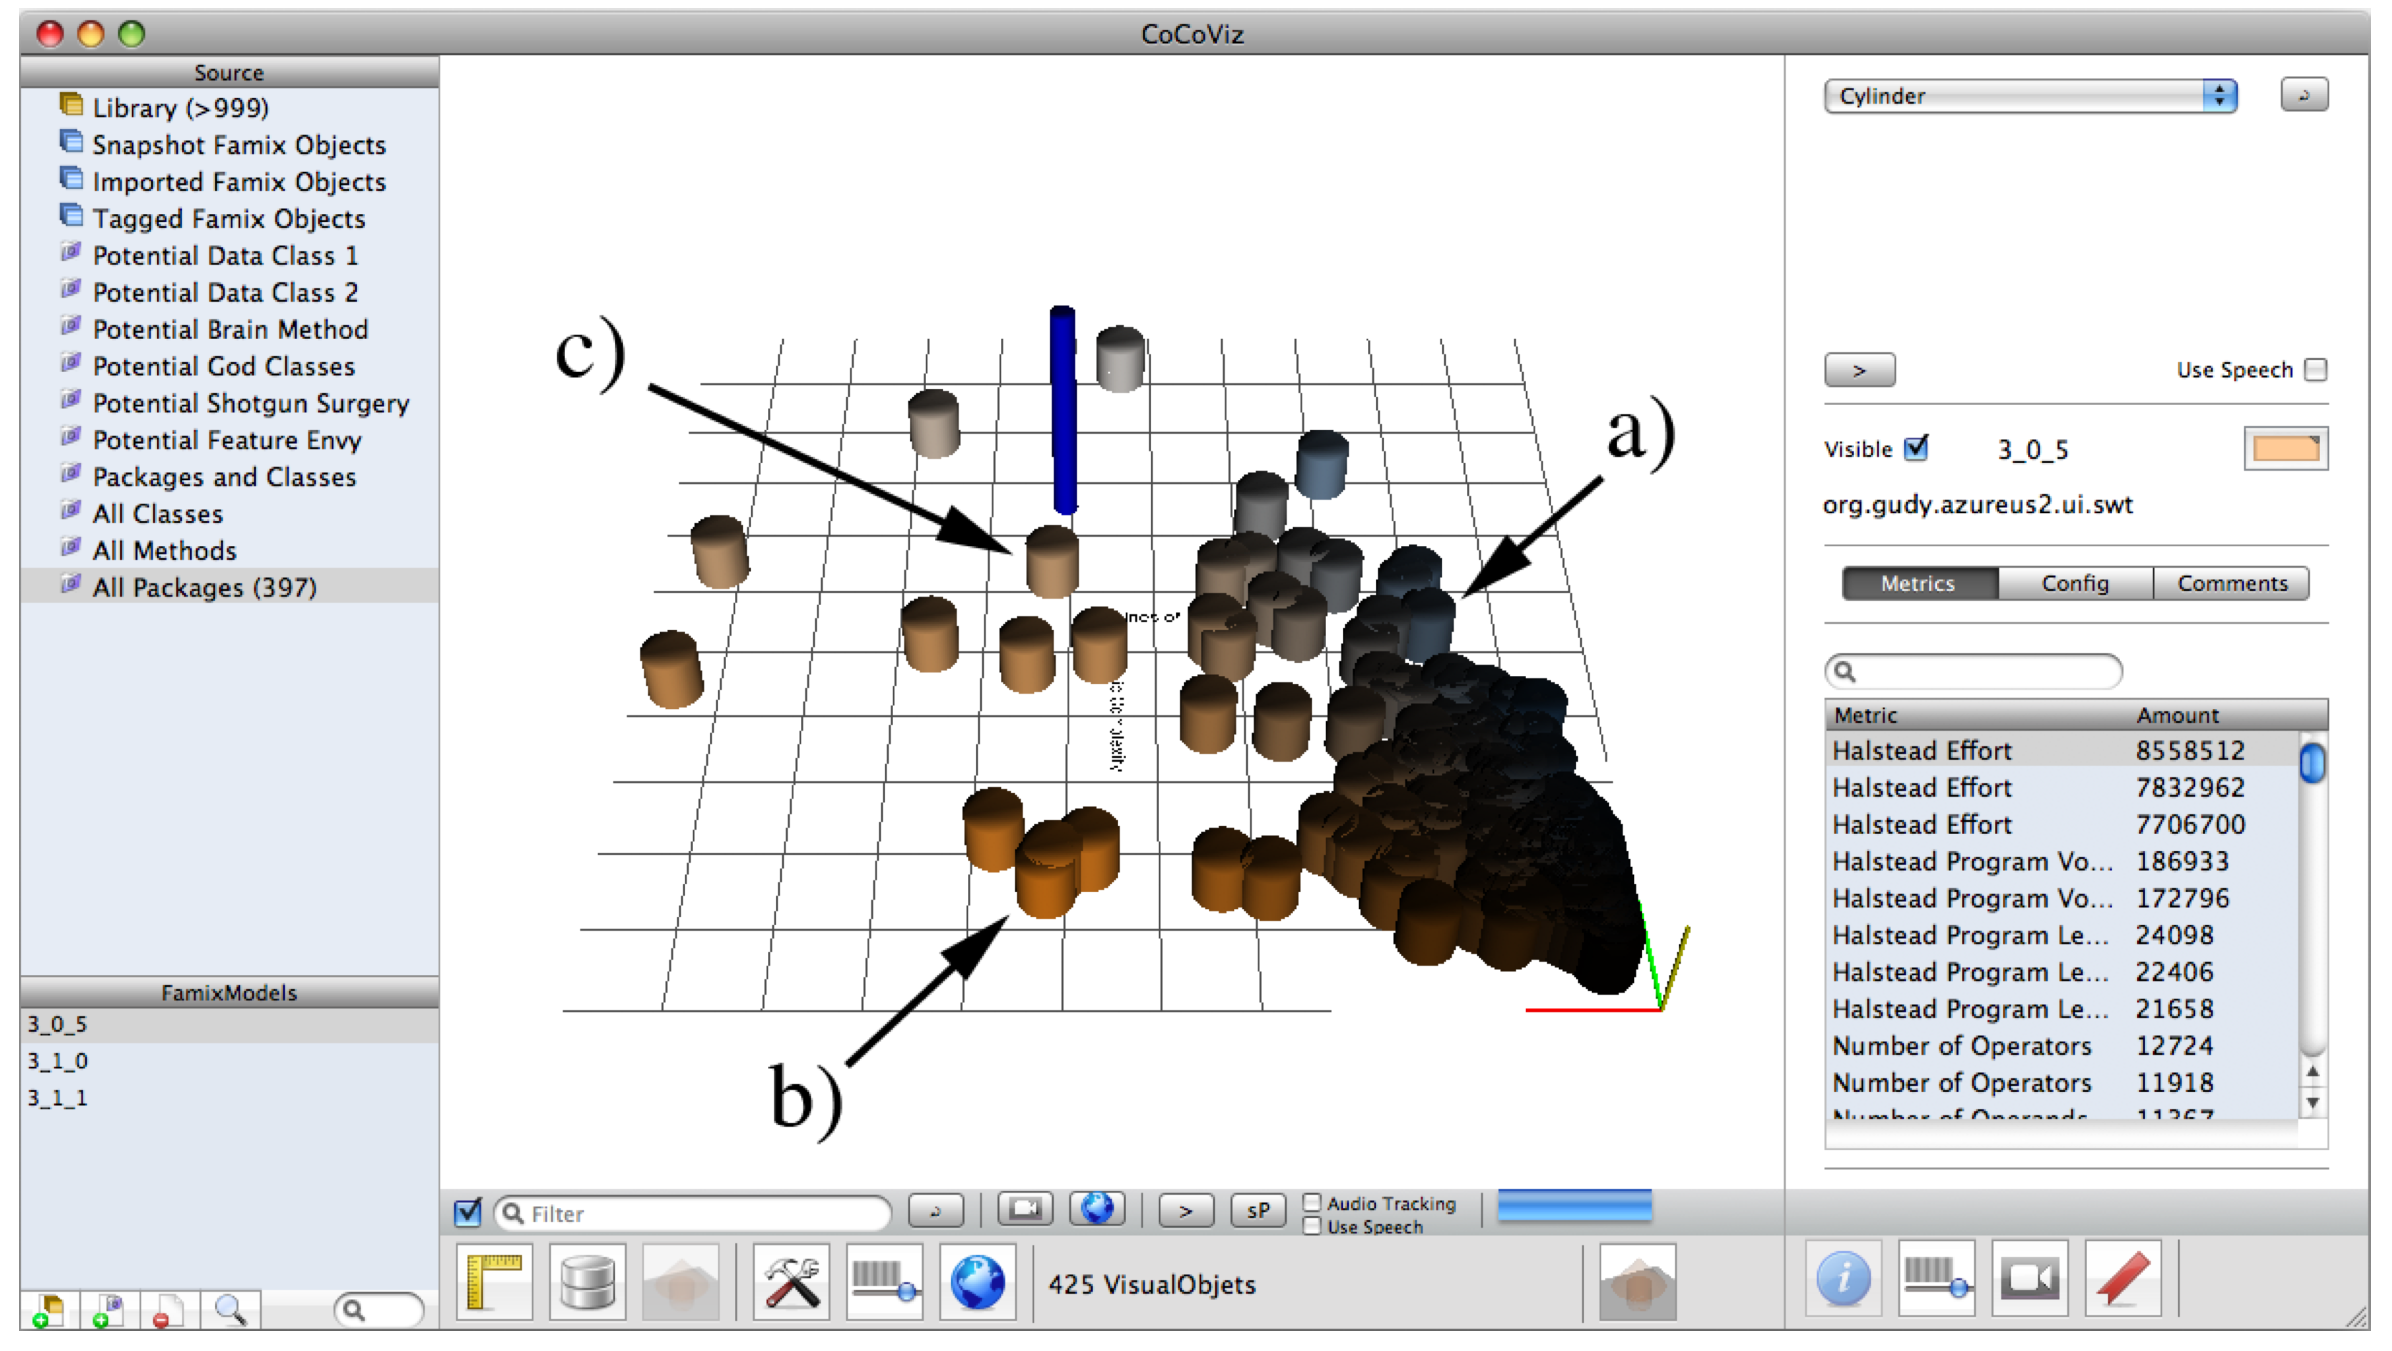 CoCoViz
Source
Library (>999)
Snapshot Famix Objects
Imported Famix Objects
Tagged Famix Objects
Potential Data Class 1
Potential Data Class 2
Potential Brain Method
Potential God Classes
Potential Shotgun Surgery
Potential Feature Envy
Packages and Classes
All Classes
All Methods
All Packages (397)
FamixModels
3_0_5
3_1_0
3_1_1
c)
a)
b)
Filter
>
sP
Audio Tracking
Use Speech
425 VisualObjets
Cylinder
>
Use Speech
Visible
3_0_5
org.gudy.azureus2.ui.swt
Metrics Config Comments
Metric Amount
Halstead Effort 8558512
Halstead Effort 7832962
Halstead Effort 7706700
Halstead Program Vo... 186933
Halstead Program Vo... 172796
Halstead Program Le... 24098
Halstead Program Le... 22406
Halstead Program Le... 21658
Number of Operators 12724
Number of Operators 11918
Number of Operands 11367